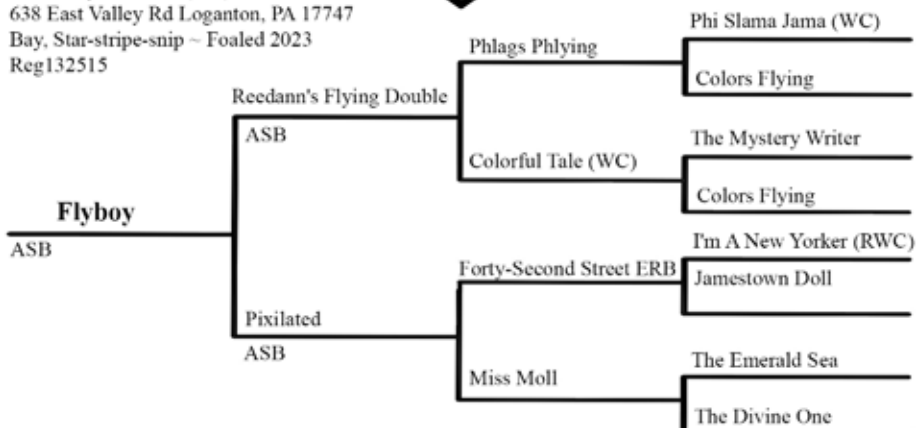 638 East Valley Rd Loganton, PA 17747
Bay, Star-stripe-snip ~ Foaled 2023
Reg132515
Phi Slama Jama (WC)
Phlags Phlying
Colors Flying
Reedann's Flying Double
ASB
The Mystery Writer
Colorful Tale (WC)
Colors Flying
Flyboy
ASB
I'm A New Yorker (RWC)
Forty-Second Street ERB
Jamestown Doll
Pixilated
ASB
The Emerald Sea
Miss Moll
The Divine One